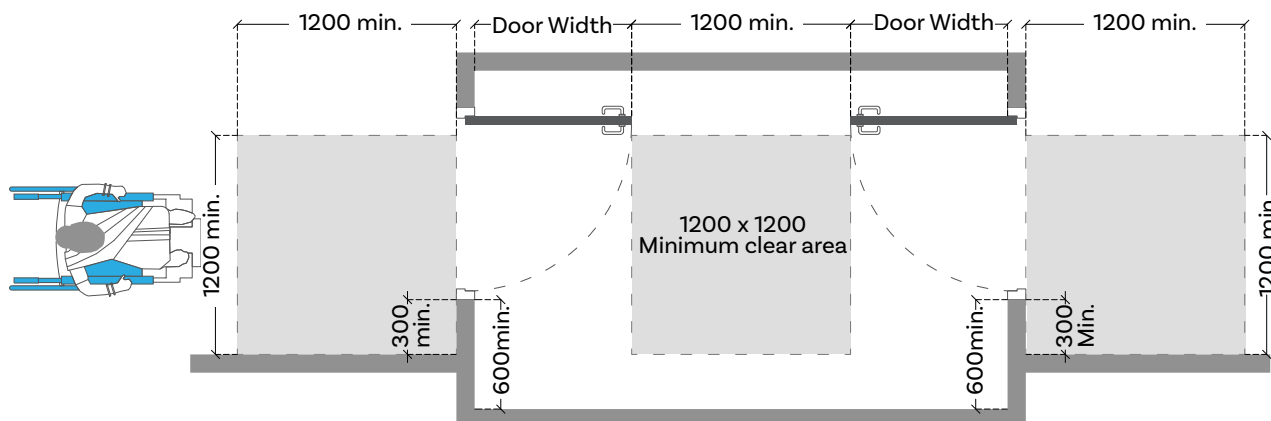 1200 min.
Door Width
1200 min.
Door Width
1200 min.
1200 min.
300
min.
600min.
1200 x 1200
Minimum clear area
600min.
300
Min.
1200 min.